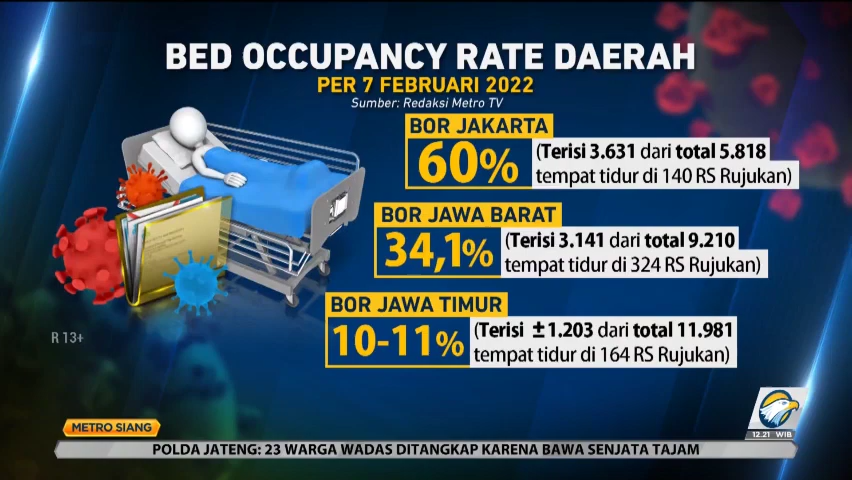 BED OCCUPANCY RATE DAERAH
PER 7 FEBRUARI 2022
Sumber: Redaksi Metro TV
BOR JAKARTA
60%
(Terisi 3.631 dari total 5.818
tempat tidur di 140 RS Rujukan)
BOR JAWA BARAT
34,1%
(Terisi 3.141 dari total 9.210
tempat tidur di 324 RS Rujukan)
BOR JAWA TIMUR
10-11%
(Terisi ±1.203 dari total 11.981
tempat tidur di 164 RS Rujukan)
R 13+
METRO SIANG
12.21 WIB
POLDA JATENG: 23 WARGA WADAS DITANGKAP KARENA BAWA SENJATA TAJAM